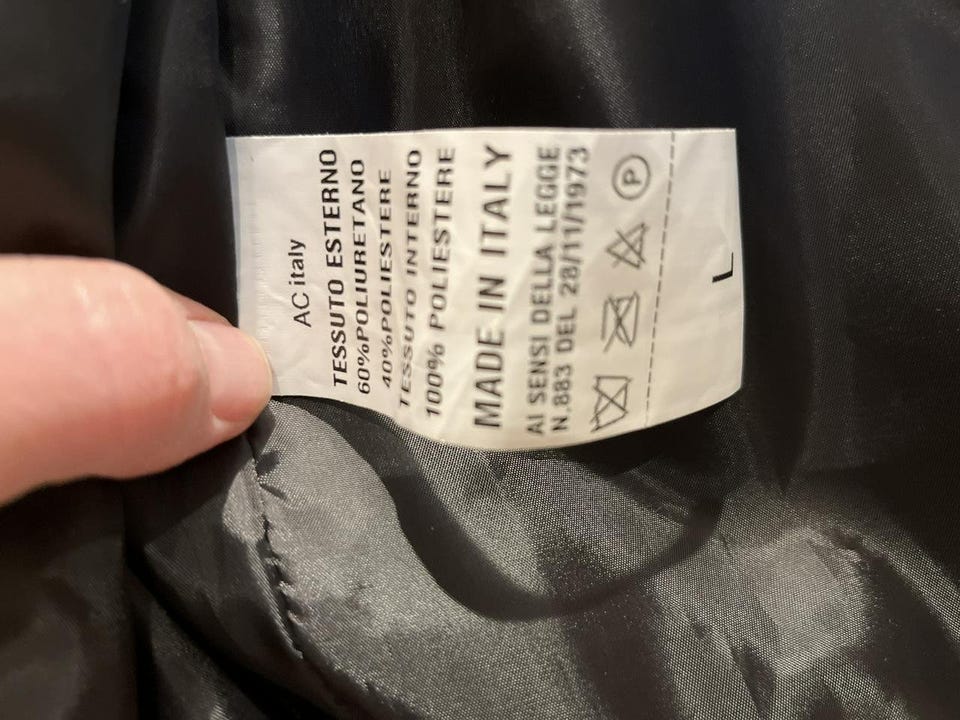 AC italy
TESSUTO ESTERNO
60%POLIURETANO
40%POLIESTERE
TESSUTO INTERNO
100% POLIESTERE
MADE IN ITALY
AI SENSI DELLA LEGGE
N.883 DEL 28/11/1973
P
L